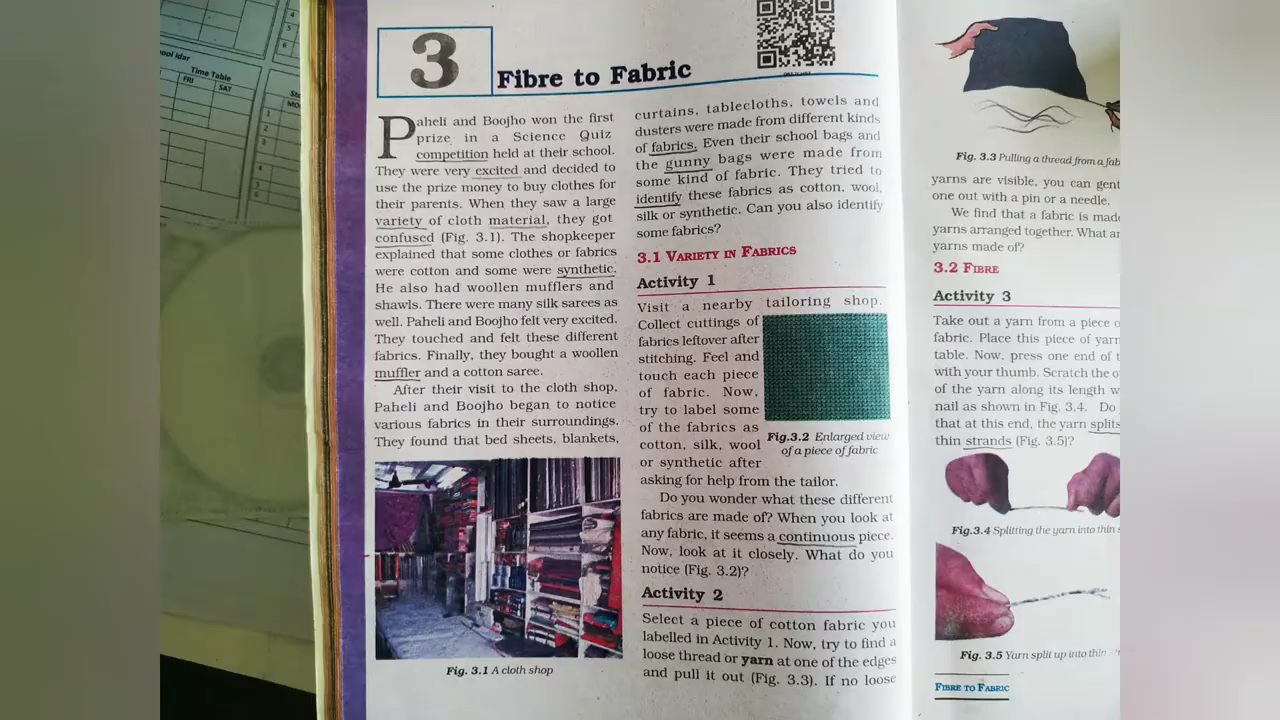 ool Idar
Time Table
FRI
SAT
MO
1
2
3
4
5
6
4
5
6
3
Fibre to Fabric
Paheli and Boojho won the first
prize in a Science Quiz
competition held at their school.
They were very excited and decided to
use the prize money to buy clothes for
their parents. When they saw a large
variety of cloth material, they got
confused (Fig. 3.1). The shopkeeper
explained that some clothes or fabrics
were cotton and some were synthetic.
He also had woollen mufflers and
shawls. There were many silk sarees as
well. Paheli and Boojho felt very excited.
They touched and felt these different
fabrics. Finally, they bought a woollen
muffler and a cotton saree.
After their visit to the cloth shop,
Paheli and Boojho began to notice
various fabrics in their surroundings.
They found that bed sheets, blankets,
Fig. 3.1 A cloth shop
curtains, tablecloths, towels and
dusters were made from different kinds
of fabrics. Even their school bags and
the gunny bags were made from
some kind of fabric. They tried to
identify these fabrics as cotton, wool,
silk or synthetic. Can you also identify
some fabrics?
3.1 Variety in Fabrics
Activity 1
Visit a nearby tailoring shop.
Collect cuttings of
fabrics leftover after
stitching. Feel and
touch each piece
of fabric. Now,
try to label some
of the fabrics as
cotton, silk, wool
or synthetic after
asking for help from the tailor.
Fig.3.2 Enlarged view
of a piece of fabric
Do you wonder what these different
fabrics are made of? When you look at
any fabric, it seems a continuous piece.
Now, look at it closely. What do you
notice (Fig. 3.2)?
Activity 2
Select a piece of cotton fabric you
labelled in Activity 1. Now, try to find a
loose thread or yarn at one of the edges
and pull it out (Fig. 3.3). If no loose
Fig. 3.3 Pulling a thread from a fab
yarns are visible, you can gent
one out with a pin or a needle.
We find that a fabric is made
yarns arranged together. What ar
yarns made of?
3.2 Fibre
Activity 3
Take out a yarn from a piece o
fabric. Place this piece of yarn
table. Now, press one end of t
with your thumb. Scratch the o
of the yarn along its length w
nail as shown in Fig. 3.4. Do
that at this end, the yarn splits
thin strands (Fig. 3.5)?
Fig.3.4 Splitting the yarn into thin s
Fig. 3.5 Yarn split up into thin
Fibre to Fabric